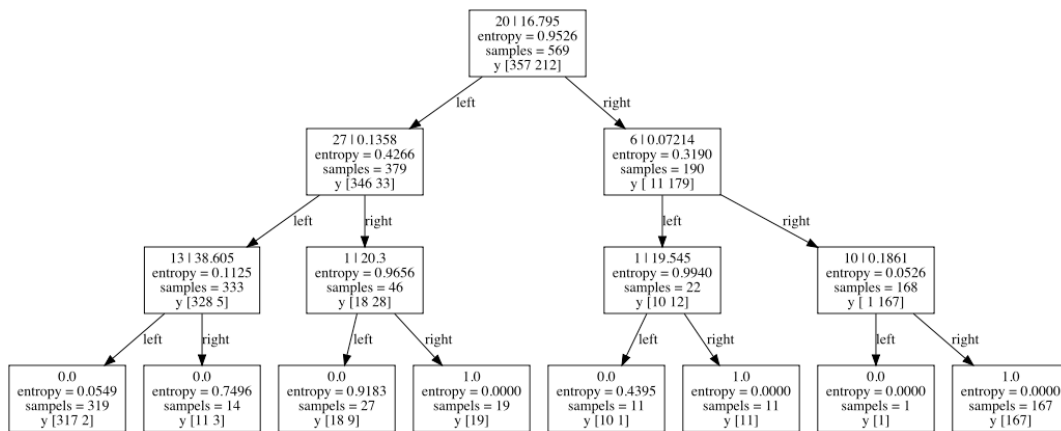 20 | 16.795
entropy = 0.9526
samples = 569
y [357 212]
left
right
27 | 0.1358
entropy = 0.4266
samples = 379
y [346 33]
6 | 0.07214
entropy = 0.3190
samples = 190
y [ 11 179]
left
right
left
right
13 | 38.605
entropy = 0.1125
samples = 333
y [328 5]
1 | 20.3
entropy = 0.9656
samples = 46
y [18 28]
1 | 19.545
entropy = 0.9940
samples = 22
y [10 12]
10 | 0.1861
entropy = 0.0526
samples = 168
y [ 1 167]
left
right
left
right
left
right
left
right
0.0
entropy = 0.0549
sampels = 319
y [317 2]
0.0
entropy = 0.7496
sampels = 14
y [11 3]
0.0
entropy = 0.9183
sampels = 27
y [18 9]
1.0
entropy = 0.0000
sampels = 19
y [19]
0.0
entropy = 0.4395
sampels = 11
y [10 1]
1.0
entropy = 0.0000
sampels = 11
y [11]
0.0
entropy = 0.0000
sampels = 1
y [1]
1.0
entropy = 0.0000
sampels = 167
y [167]